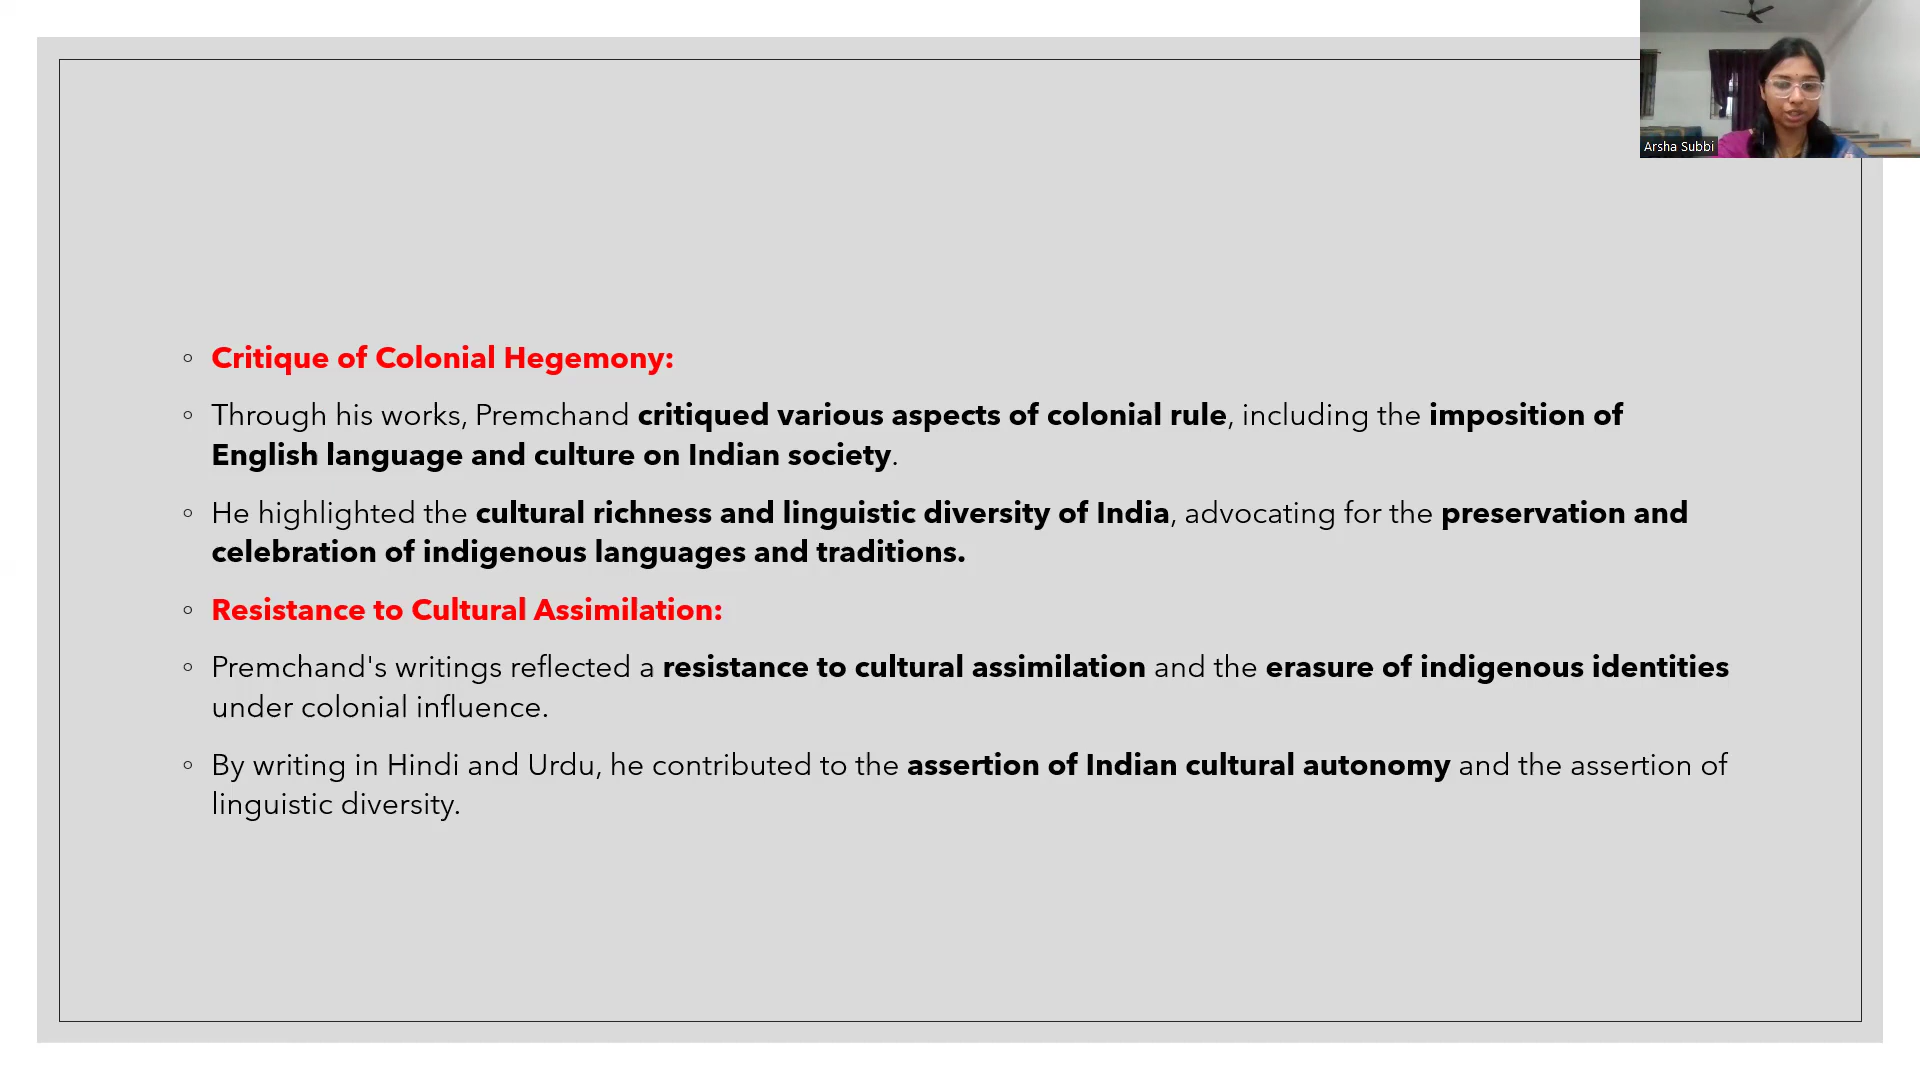 Arsha Subbi
Critique of Colonial Hegemony:
Through his works, Premchand critiqued various aspects of colonial rule, including the imposition of
English language and culture on Indian society.
He highlighted the cultural richness and linguistic diversity of India, advocating for the preservation and
celebration of indigenous languages and traditions.
Resistance to Cultural Assimilation:
Premchand's writings reflected a resistance to cultural assimilation and the erasure of indigenous identities
under colonial influence.
By writing in Hindi and Urdu, he contributed to the assertion of Indian cultural autonomy and the assertion of
linguistic diversity.